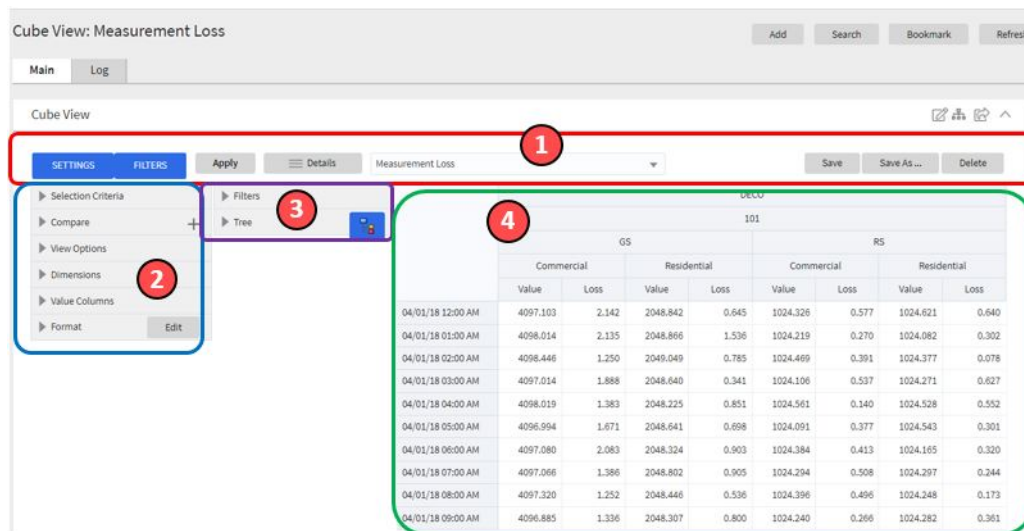 Cube View: Measurement Loss
Add Search Bookmark Refresh
Main Log
Cube View
1
SETTINGS FILTERS Apply Details Measurement Loss Save Save As ... Delete
Selection Criteria
Compare
View Options
Dimensions
Value Columns
Format Edit
2
Filters
Tree
3
4
DECO
101
GS RS
Commercial Residential Commercial Residential
Value Loss Value Loss Value Loss Value Loss
04/01/18 12:00 AM 4097.103 2.142 2048.842 0.645 1024.326 0.577 1024.621 0.640
04/01/18 01:00 AM 4098.014 2.135 2048.866 1.536 1024.219 0.270 1024.082 0.302
04/01/18 02:00 AM 4098.446 1.250 2049.049 0.785 1024.469 0.391 1024.377 0.078
04/01/18 03:00 AM 4097.014 1.888 2048.640 0.341 1024.106 0.537 1024.271 0.627
04/01/18 04:00 AM 4098.019 1.383 2048.225 0.851 1024.561 0.140 1024.528 0.552
04/01/18 05:00 AM 4096.994 1.671 2048.641 0.698 1024.091 0.377 1024.543 0.301
04/01/18 06:00 AM 4097.080 2.083 2048.324 0.903 1024.384 0.413 1024.165 0.320
04/01/18 07:00 AM 4097.066 1.386 2048.802 0.905 1024.294 0.508 1024.297 0.244
04/01/18 08:00 AM 4097.320 1.252 2048.446 0.536 1024.396 0.496 1024.248 0.173
04/01/18 09:00 AM 4096.885 1.336 2048.307 0.800 1024.240 0.266 1024.282 0.361